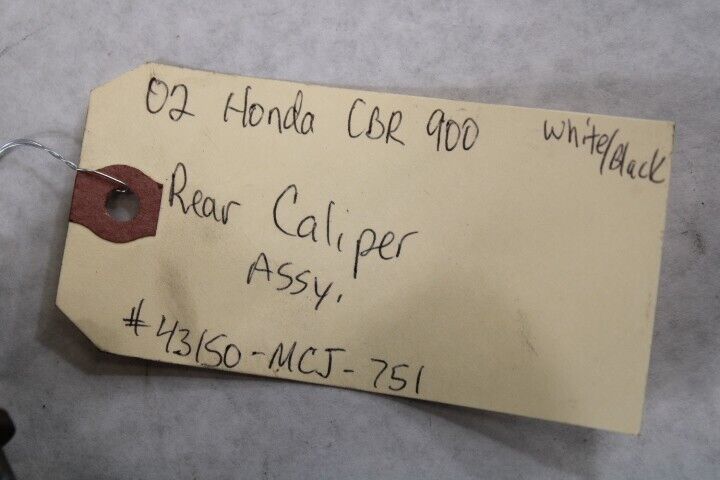 02 Honda CBR 900 White/Black
Rear Caliper
Assy.
#43150-MCJ-751